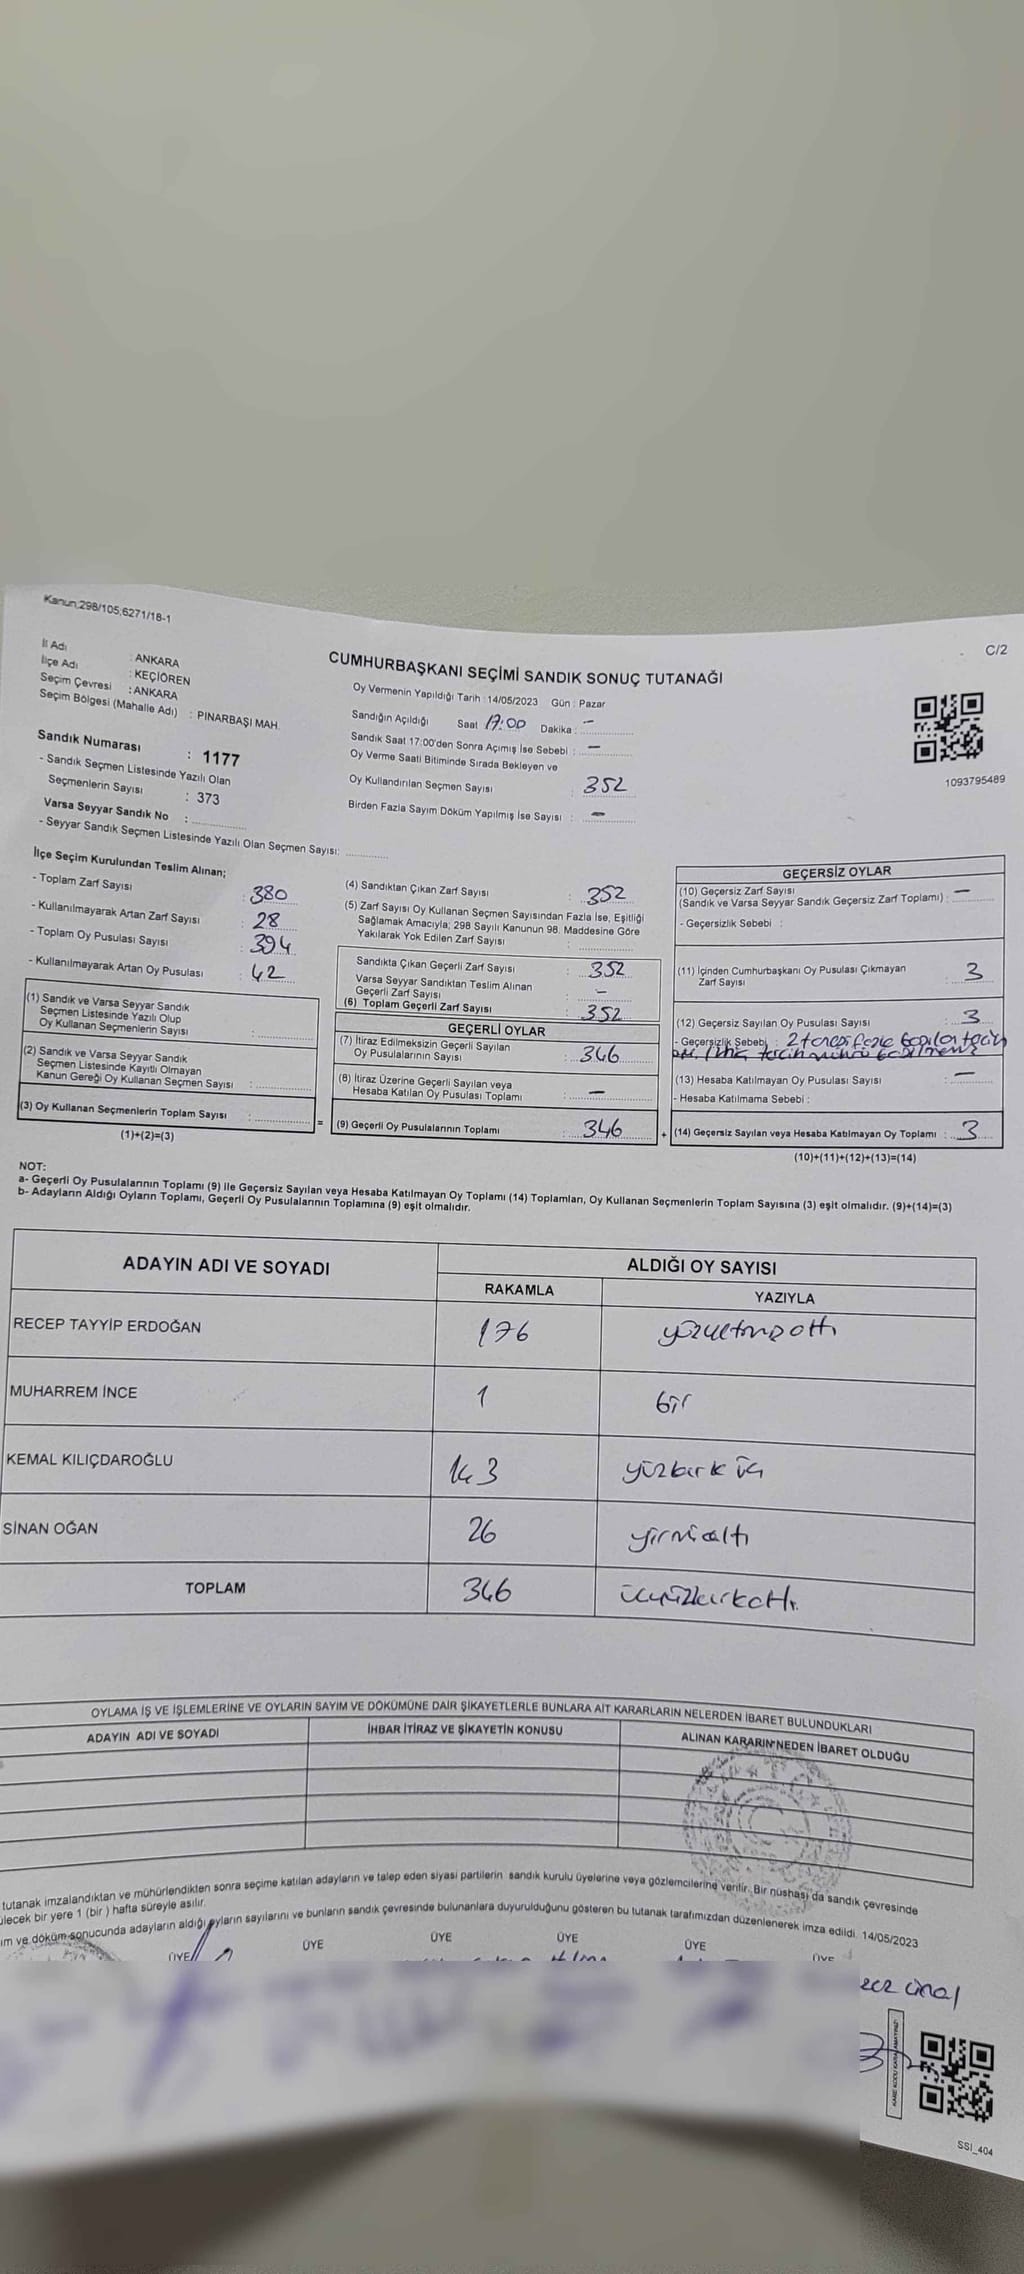 Kanun;298/105;6271/18-1
C/2
İl Adı : ANKARA
İlçe Adı : KEÇİÖREN
Seçim Çevresi : ANKARA
Seçim Bölgesi (Mahalle Adı) : PINARBAŞI MAH.
Sandık Numarası : 1177
- Sandık Seçmen Listesinde Yazılı Olan
Seçmenlerin Sayısı : 373
Varsa Seyyar Sandık No :
- Seyyar Sandık Seçmen Listesinde Yazılı Olan Seçmen Sayısı:
CUMHURBAŞKANI SEÇİMİ SANDIK SONUÇ TUTANAĞI
Oy Vermenin Yapıldığı Tarih : 14/05/2023 Gün : Pazar
Sandığın Açıldığı Saat 17:00 Dakika : -
Sandık Saat 17:00'den Sonra Açımış İse Sebebi : -
Oy Verme Saati Bitiminde Sırada Bekleyen ve
Oy Kullandırılan Seçmen Sayısı : 352
Birden Fazla Sayım Döküm Yapılmış İse Sayısı : -
1093795489
İlçe Seçim Kurulundan Teslim Alınan;
- Toplam Zarf Sayısı : 380
- Kullanılmayarak Artan Zarf Sayısı : 28
- Toplam Oy Pusulası Sayısı : 394
- Kullanılmayarak Artan Oy Pusulası : 42
(1) Sandık ve Varsa Seyyar Sandık
Seçmen Listesinde Yazılı Olup
Oy Kullanan Seçmenlerin Sayısı :
(2) Sandık ve Varsa Seyyar Sandık
Seçmen Listesinde Kayıtlı Olmayan
Kanun Gereği Oy Kullanan Seçmen Sayısı :
(3) Oy Kullanan Seçmenlerin Toplam Sayısı :
(1)+(2)=(3)
=
(4) Sandıktan Çıkan Zarf Sayısı : 352
(5) Zarf Sayısı Oy Kullanan Seçmen Sayısından Fazla İse, Eşitliği
Sağlamak Amacıyla; 298 Sayılı Kanunun 98. Maddesine Göre
Yakılarak Yok Edilen Zarf Sayısı :
Sandıkta Çıkan Geçerli Zarf Sayısı : 352
Varsa Seyyar Sandıktan Teslim Alınan
Geçerli Zarf Sayısı : -
(6) Toplam Geçerli Zarf Sayısı : 352
GEÇERLİ OYLAR
(7) İtiraz Edilmeksizin Geçerli Sayılan
Oy Pusulalarının Sayısı : 346
(8) İtiraz Üzerine Geçerli Sayılan veya
Hesaba Katılan Oy Pusulası Toplamı : -
(9) Geçerli Oy Pusulalarının Toplamı : 346
+
GEÇERSİZ OYLAR
(10) Geçersiz Zarf Sayısı
(Sandık ve Varsa Seyyar Sandık Geçersiz Zarf Toplamı) : -
- Geçersizlik Sebebi :
(11) İçinden Cumhurbaşkanı Oy Pusulası Çıkmayan
Zarf Sayısı : 3
(12) Geçersiz Sayılan Oy Pusulası Sayısı : 3
- Geçersizlik Sebebi :
(13) Hesaba Katılmayan Oy Pusulası Sayısı : -
- Hesaba Katılmama Sebebi :
(14) Geçersiz Sayılan veya Hesaba Katılmayan Oy Toplamı : 3
(10)+(11)+(12)+(13)=(14)
NOT:
a- Geçerli Oy Pusulalarının Toplamı (9) ile Geçersiz Sayılan veya Hesaba Katılmayan Oy Toplamı (14) Toplamları, Oy Kullanan Seçmenlerin Toplam Sayısına (3) eşit olmalıdır. (9)+(14)=(3)
b- Adayların Aldığı Oyların Toplamı, Geçerli Oy Pusulalarının Toplamına (9) eşit olmalıdır.
ADAYIN ADI VE SOYADI ALDIĞI OY SAYISI
RAKAMLA YAZIYLA
RECEP TAYYİP ERDOĞAN 176 yüzyetmişaltı
MUHARREM İNCE 1 bir
KEMAL KILIÇDAROĞLU 143 yüzkırk üç
SİNAN OĞAN 26 yirmialtı
TOPLAM 346 üçyüzkırkaltı
OYLAMA İŞ VE İŞLEMLERİNE VE OYLARIN SAYIM VE DÖKÜMÜNE DAİR ŞİKAYETLERLE BUNLARA AİT KARARLARIN NELERDEN İBARET BULUNDUKLARI
ADAYIN ADI VE SOYADI İHBAR İTİRAZ VE ŞİKAYETİN KONUSU ALINAN KARARIN NEDEN İBARET OLDUĞU
tutanak imzalandıktan ve mühürlendikten sonra seçime katılan adayların ve talep eden siyasi partilerin sandık kurulu üyelerine veya gözlemcilerine verilir. Bir nüshası da sandık çevresinde
ülecek bir yere 1 (bir) hafta süreyle asılır.
ım ve döküm sonucunda adayların aldığı oyların sayılarını ve bunların sandık çevresinde bulunanlara duyurulduğunu gösteren bu tutanak tarafımızdan düzenlenerek imza edildi. 14/05/2023
ÜYE ÜYE ÜYE ÜYE ÜYE ÜYE
SSİ_404